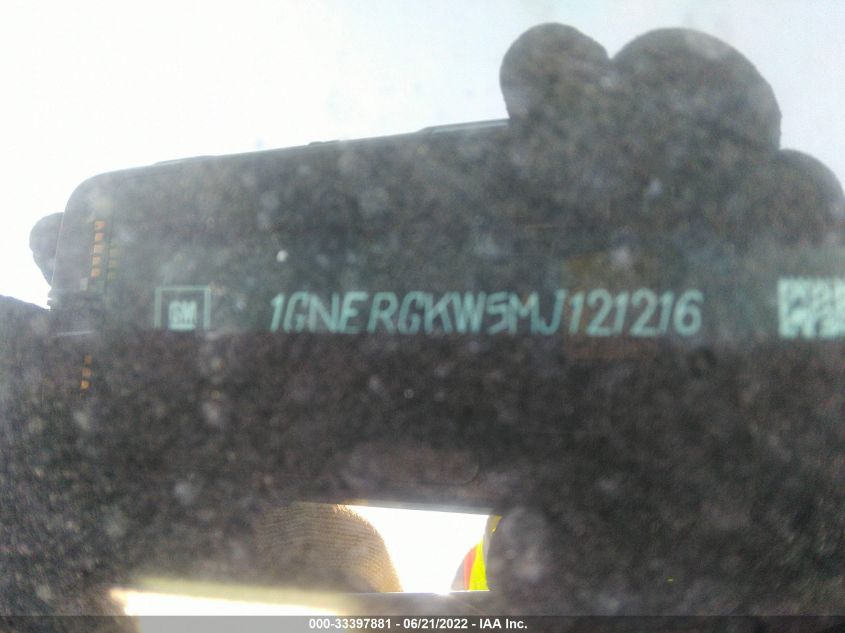 GM 1GNERGKW5MJ121216
000-33397881 - 06/21/2022 - IAA Inc.